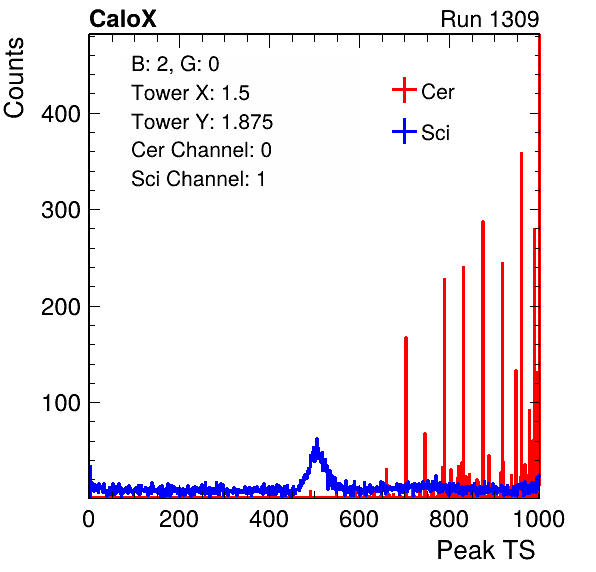 CaloX Run 1309
Counts
B: 2, G: 0
Tower X: 1.5
Tower Y: 1.875
Cer Channel: 0
Sci Channel: 1
Cer
Sci
400
300
200
100
0 200 400 600 800 1000
Peak TS